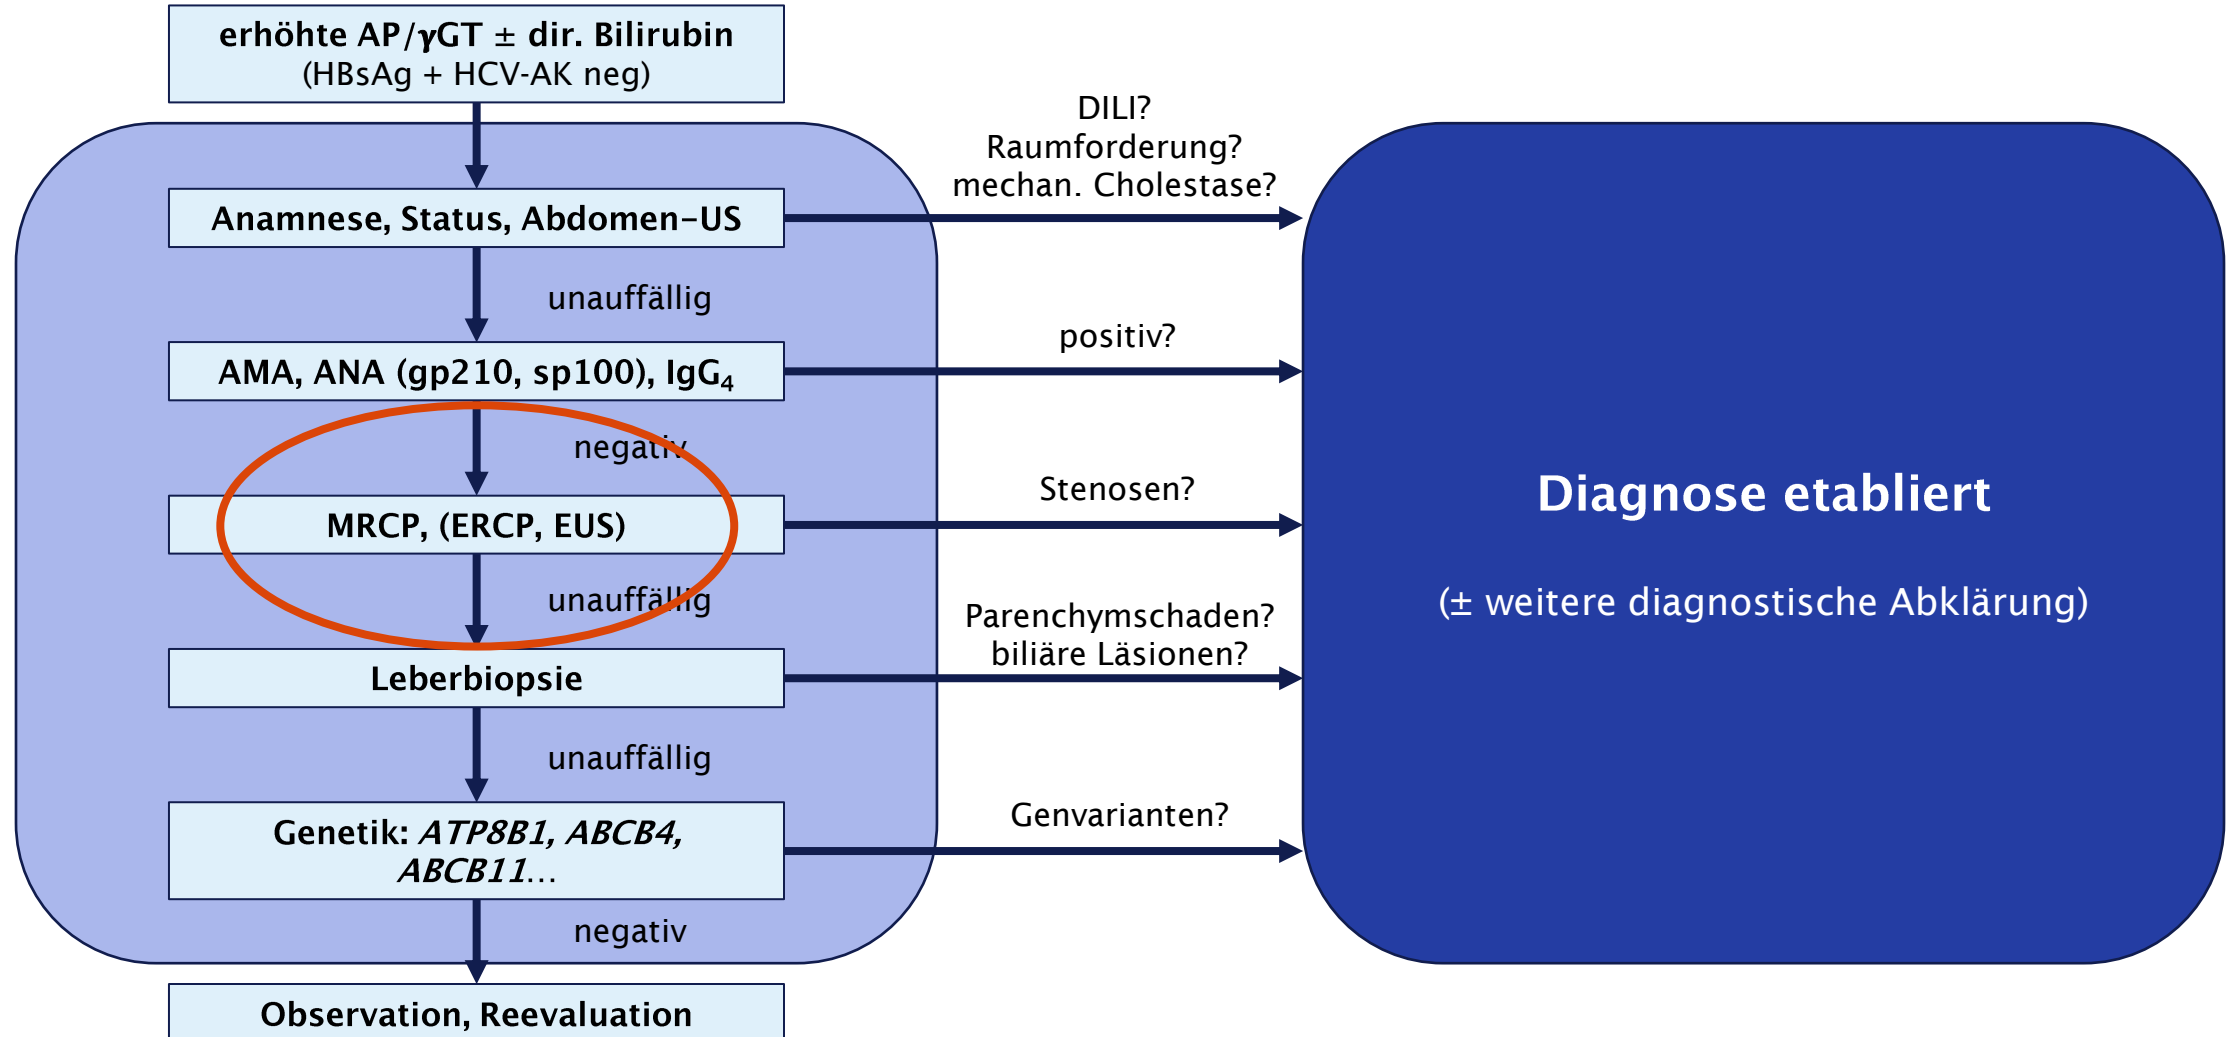 erhöhte AP/γGT ± dir. Bilirubin
(HBsAg + HCV-AK neg)
DILI?
Raumforderung?
mechan. Cholestase?
Anamnese, Status, Abdomen-US
unauffällig
positiv?
AMA, ANA (gp210, sp100), IgG₄
negativ
Stenosen?
MRCP, (ERCP, EUS)
unauffällig
Parenchymschaden?
biliäre Läsionen?
Leberbiopsie
unauffällig
Genvarianten?
Genetik: ATP8B1, ABCB4,
ABCB11...
negativ
Observation, Reevaluation
Diagnose etabliert
(± weitere diagnostische Abklärung)